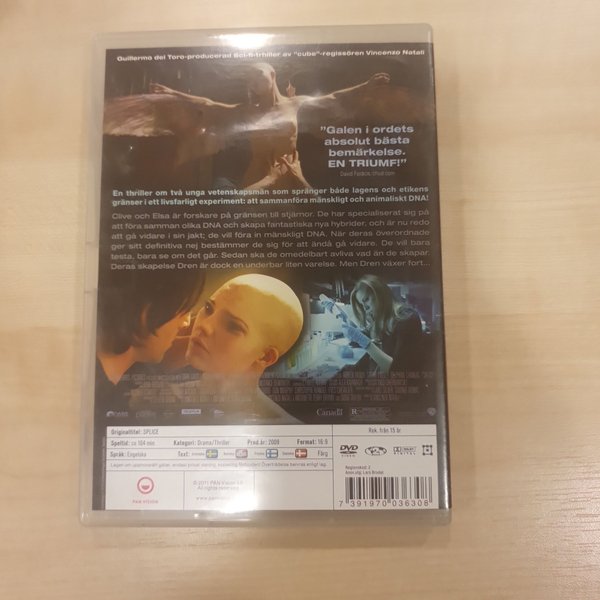 Guillermo del Toro-producerad Sci-fi-thriller av "cube"-regissören Vincenzo Natali
"Galen i ordets
absolut bästa
bemärkelse.
EN TRIUMF!"
En thriller om två unga vetenskapsmän som spränger både lagens och etikens
gränser i ett livsfarligt experiment: att sammanföra mänskligt och animaliskt DNA!
Clive och Elsa är forskare på gränsen till stjärnor. De har specialiserat sig på
att föra samman olika DNA och skapa fantastiska nya hybrider, och är nu redo
att gå vidare i sin jakt; de vill föra in mänskligt DNA. När deras överordnade
ger sitt definitiva nej bestämmer de sig för att ändå gå vidare. De vill bara
testa, bara se om det går. Sedan ska de omedelbart avliva vad än de skapar.
Deras skapelse Dren är dock en underbar liten varelse. Men Dren växer fort...
Canada
Originaltitel: SPLICE
Rek. från 15 år.
Speltid: ca 104 min
Kategori: Drama/Thriller
Prod.år: 2009
Format: 16:9
Språk: Engelska
Text:
Färg
DVD
VIDEO
Regionskod: 2
PAN VISION
7 391970 036308